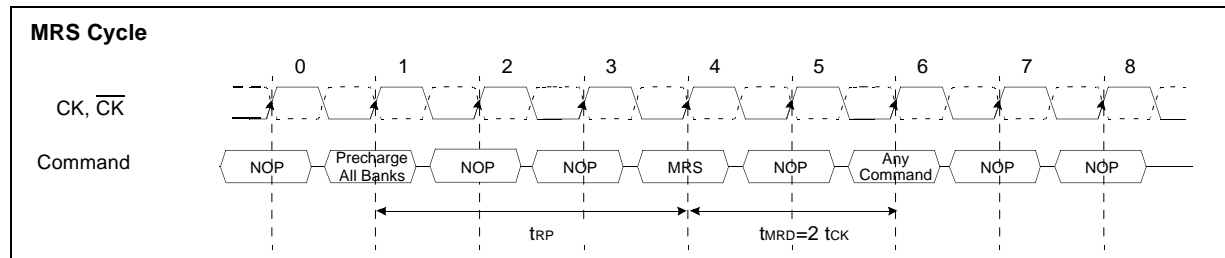 MRS Cycle
0 1 2 3 4 5 6 7 8
CK, C̅K̅
Command
NOP Precharge All Banks NOP NOP MRS NOP Any Command NOP NOP
tRP tMRD=2 tCK